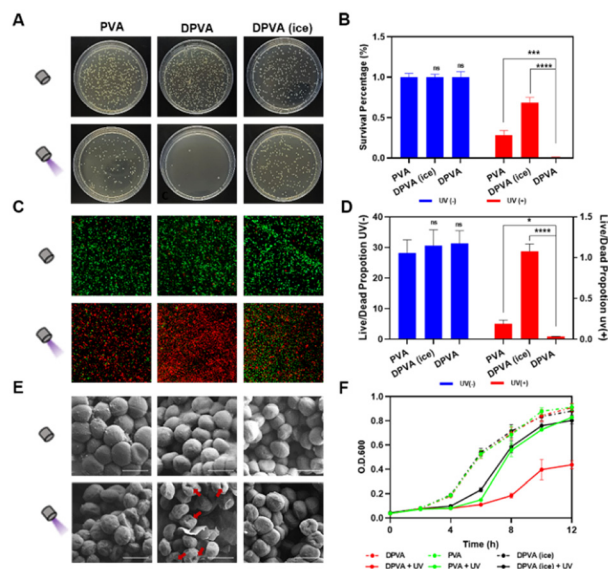 A
PVA
DPVA
DPVA (ice)
B
Survival Percentage (%)
1.5
1.0
0.5
0.0
ns
ns
***
****
PVA
DPVA (ice)
DPVA
PVA
DPVA (ice)
DPVA
UV (-)
UV (+)
C
D
Live/Dead Propotion UV(-)
40
30
20
10
0
ns
ns
*
****
1.5
1.0
0.5
0.0
Live/Dead Propotion uv(+)
PVA
DPVA (ice)
DPVA
PVA
DPVA (ice)
DPVA
UV(-)
UV(+)
E
F
O.D.600
1.0
0.8
0.6
0.4
0.2
0.0
0 4 8 12
Time (h)
DPVA PVA DPVA (ice)
DPVA + UV PVA + UV DPVA (ice) + UV